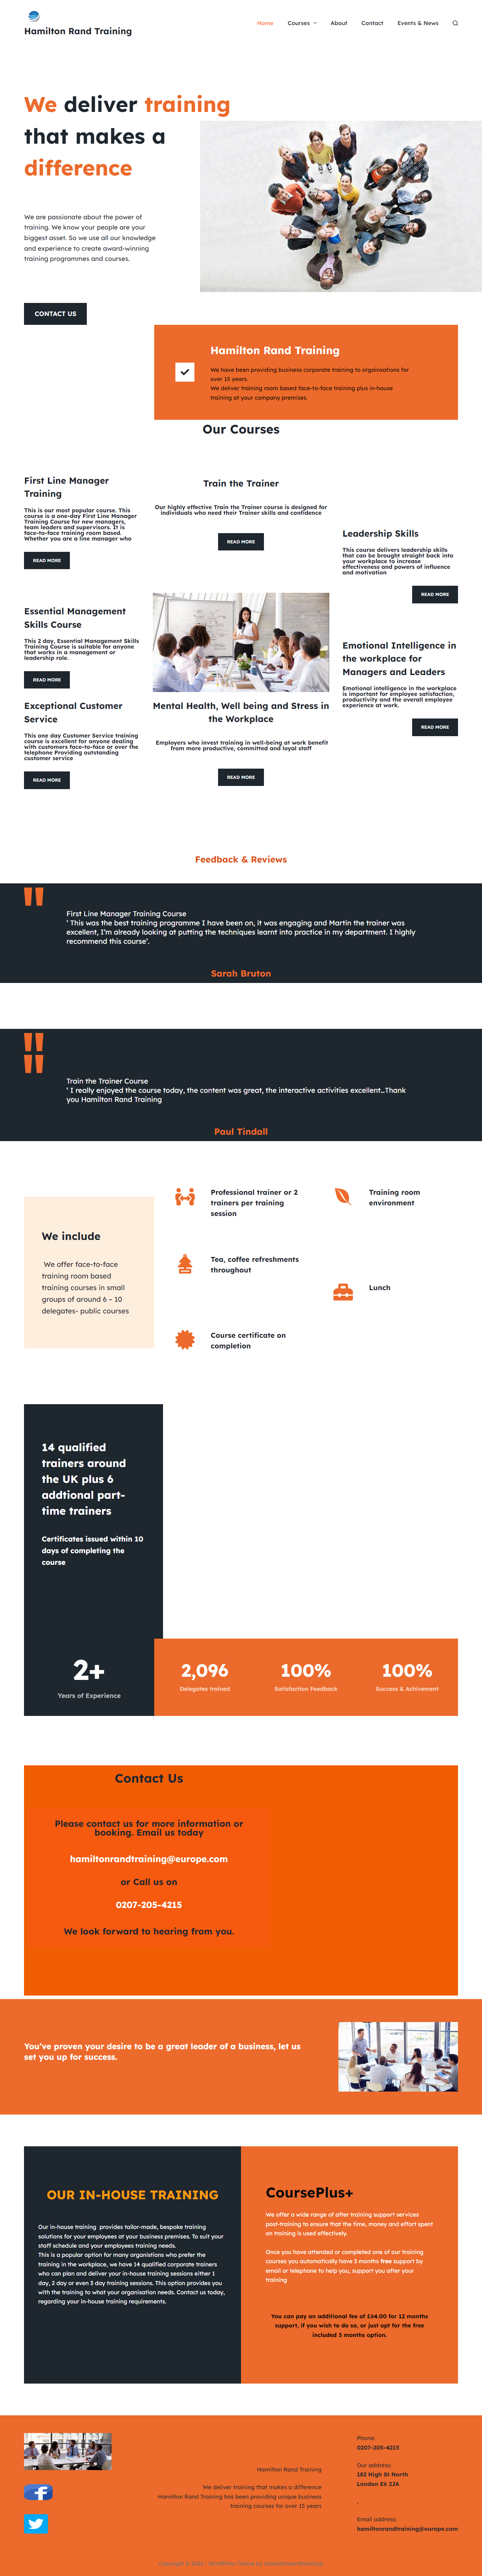 Hamilton Rand Training
Home Courses About Contact Events & News
We deliver training
that makes a
difference
We are passionate about the power of
training. We know your people are your
biggest asset. So we use all our knowledge
and experience to create award-winning
training programmes and courses.
CONTACT US
Hamilton Rand Training
We have been providing business corporate training to orgainsations for
over 15 years.
We deliver training room based face-to-face training plus in-house
training at your company premises.
Our Courses
First Line Manager
Training
This is our most popular course. This
course is a one-day First Line Manager
Training Course for new managers,
team leaders and supervisors. It is
face-to-face training room based.
Whether you are a line manager who
READ MORE
Essential Management
Skills Course
This 2 day, Essential Management Skills
Training Course is suitable for anyone
that works in a management or
leadership role.
READ MORE
Exceptional Customer
Service
This one day Customer Service training
course is excellent for anyone dealing
with customers face-to-face or over the
telephone Providing outstanding
customer service
READ MORE
Train the Trainer
Our highly effective Train the Trainer course is designed for
individuals who need their Trainer skills and confidence
READ MORE
Mental Health, Well being and Stress in
the Workplace
Employers who invest training in well-being at work benefit
from more productive, committed and loyal staff
READ MORE
Leadership Skills
This course delivers leadership skills
that can be brought straight back into
your workplace to increase
effectiveness and powers of influence
and motivation
READ MORE
Emotional Intelligence in
the workplace for
Managers and Leaders
Emotional intelligence in the workplace
is important for employee satisfaction,
productivity and the overall employee
experience at work.
READ MORE
Feedback & Reviews
"
First Line Manager Training Course
‘ This was the best training programme I have been on, it was engaging and Martin the trainer was
excellent, I’m already looking at putting the techniques learnt into practice in my department. I highly
recommend this course’.
Sarah Bruton
"
"
Train the Trainer Course
‘ I really enjoyed the course today, the content was great, the interactive activities excellent…Thank
you Hamilton Rand Training
Paul Tindall
We include
We offer face-to-face
training room based
training courses in small
groups of around 6 – 10
delegates- public courses
Professional trainer or 2
trainers per training
session
Training room
environment
Tea, coffee refreshments
throughout
Lunch
Course certificate on
completion
14 qualified
trainers around
the UK plus 6
addtional part-
time trainers
Certificates issued within 10
days of completing the
course
2+
Years of Experience
2,096
Delegates trained
100%
Satisfaction Feedback
100%
Success & Achivement
Contact Us
Please contact us for more information or
booking. Email us today
hamiltonrandtraining@europe.com
or Call us on
0207-205-4215
We look forward to hearing from you.
You’ve proven your desire to be a great leader of a business, let us
set you up for success.
OUR IN-HOUSE TRAINING
Our in-house training provides tailor-made, bespoke training
solutions for your employees at your business premises. To suit your
staff schedule and your employees training needs.
This is a popular option for many organistions who prefer the
training in the workplace, we have 14 qualified corporate trainers
who can plan and deliver your in-house training sessions either 1
day, 2 day or even 3 day training sessions. This option provides you
with the training to what your organisation needs. Contact us today,
regarding your in-house training requirements.
CoursePlus+
We offer a wide range of after training support services
post-training to ensure that the time, money and effort spent
on training is used effectively.
Once you have attended or completed one of our training
courses you automatically have 3 months free support by
email or telephone to help you, support you after your
training
You can pay an additional fee of £64.00 for 12 months
support, if you wish to do so, or just opt for the free
included 3 months option.
Hamilton Rand Training
We deliver training that makes a difference
Hamilton Rand Training has been providing unique business
training courses for over 15 years
Phone:
0207-205-4215
Our address:
182 High St North
London E6 2JA
.
Email address:
hamiltonrandtraining@europe.com